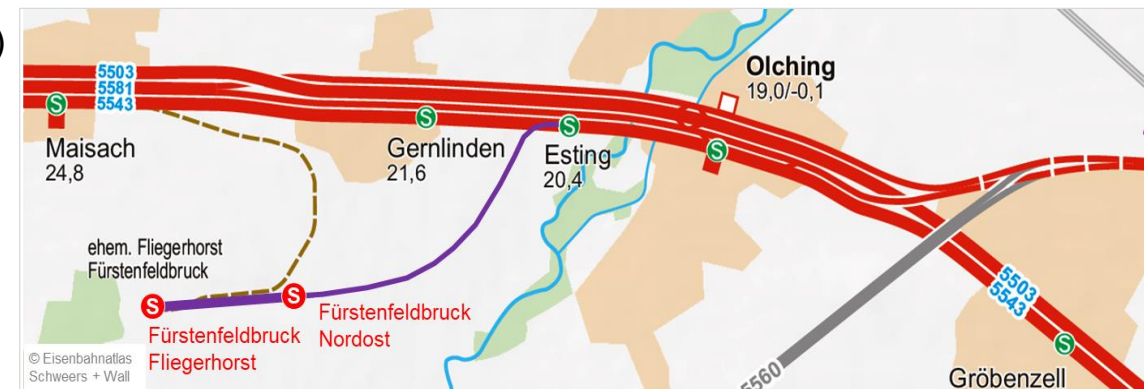 )
5503
5581
5543
S
Maisach
24,8
S
Gernlinden
21,6
S
Esting
20,4
Olching
19,0/-0,1
S
ehem. Fliegerhorst
Fürstenfeldbruck
S
Fürstenfeldbruck
Fliegerhorst
S
Fürstenfeldbruck
Nordost
5503
5543
S
Gröbenzell
5560
© Eisenbahnatlas
Schweers + Wall